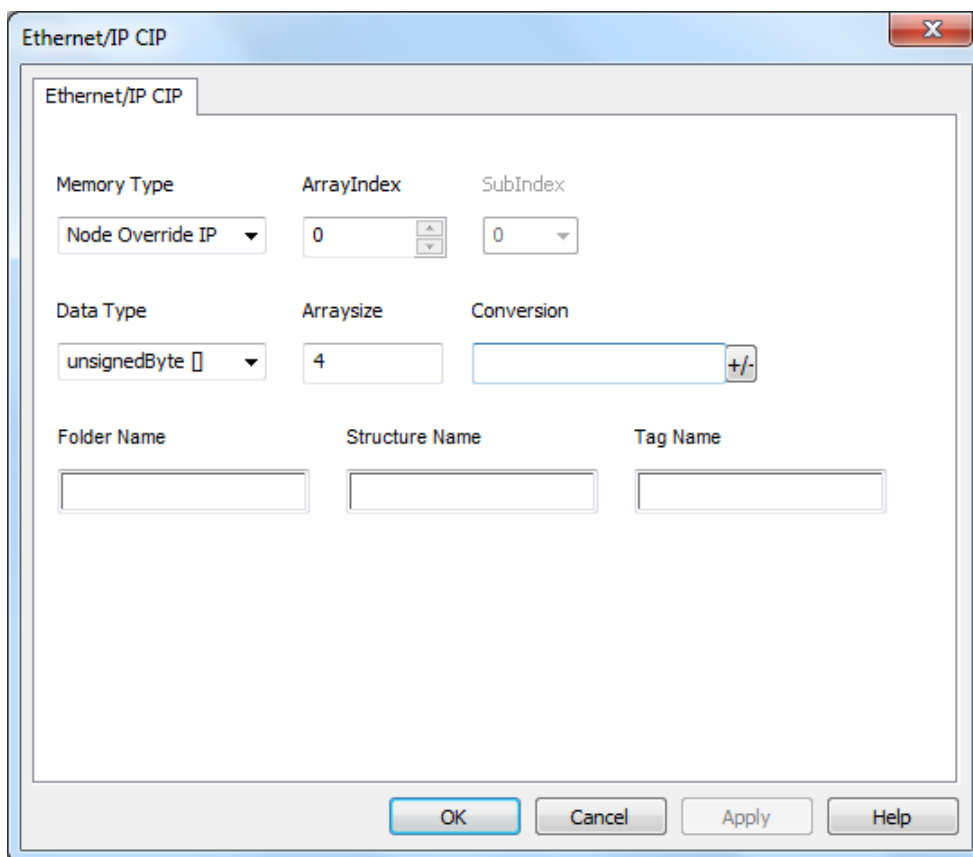 Ethernet/IP CIP
Ethernet/IP CIP
Memory Type ArrayIndex SubIndex
Node Override IP 0 0
Data Type Arraysize Conversion
unsignedByte [] 4 +/-
Folder Name Structure Name Tag Name
OK Cancel Apply Help